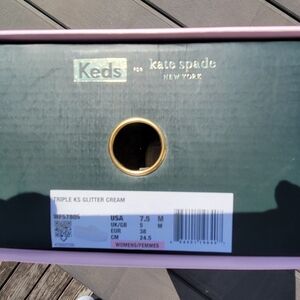 Keds FOR kate spade
NEW YORK
TRIPLE KS GLITTER CREAM
WF57805
USA 7.5 M
UK/GB 5 M
EUR 38
CM 24.5
WOMENS/FEMMES